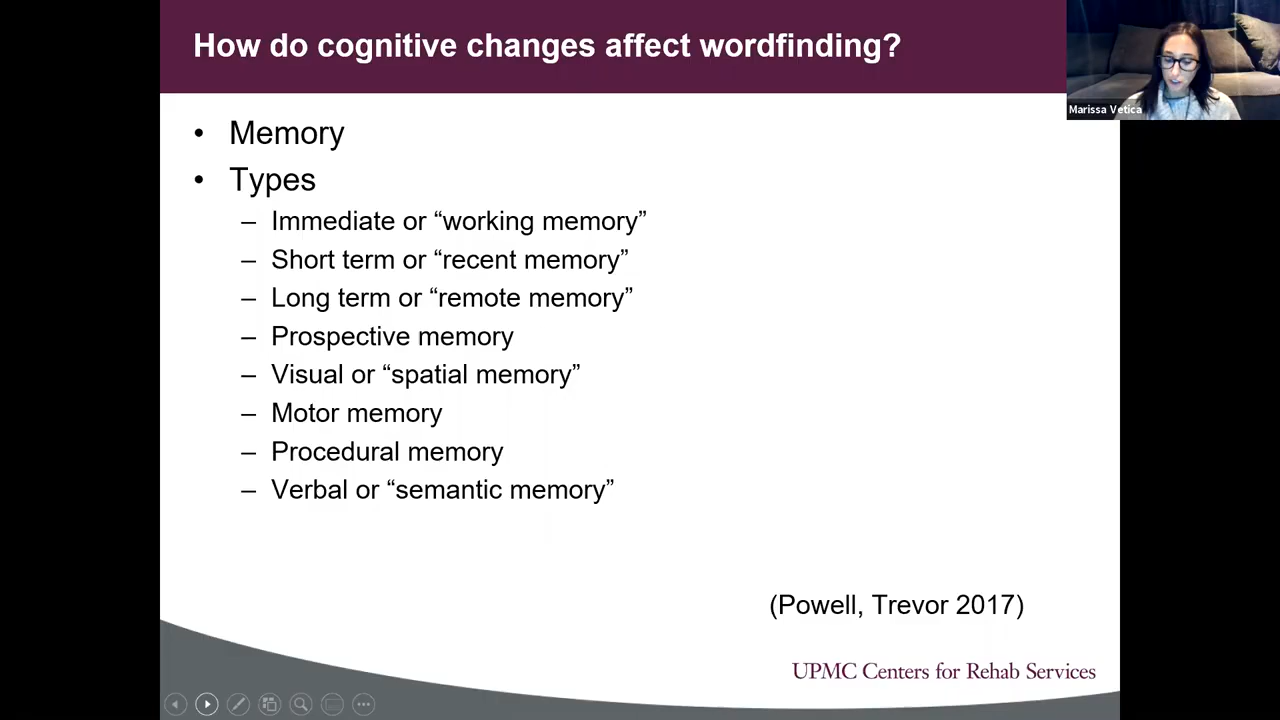 How do cognitive changes affect wordfinding?
Marissa Vetica
• Memory
• Types
– Immediate or “working memory”
– Short term or “recent memory”
– Long term or “remote memory”
– Prospective memory
– Visual or “spatial memory”
– Motor memory
– Procedural memory
– Verbal or “semantic memory”
(Powell, Trevor 2017)
UPMC Centers for Rehab Services